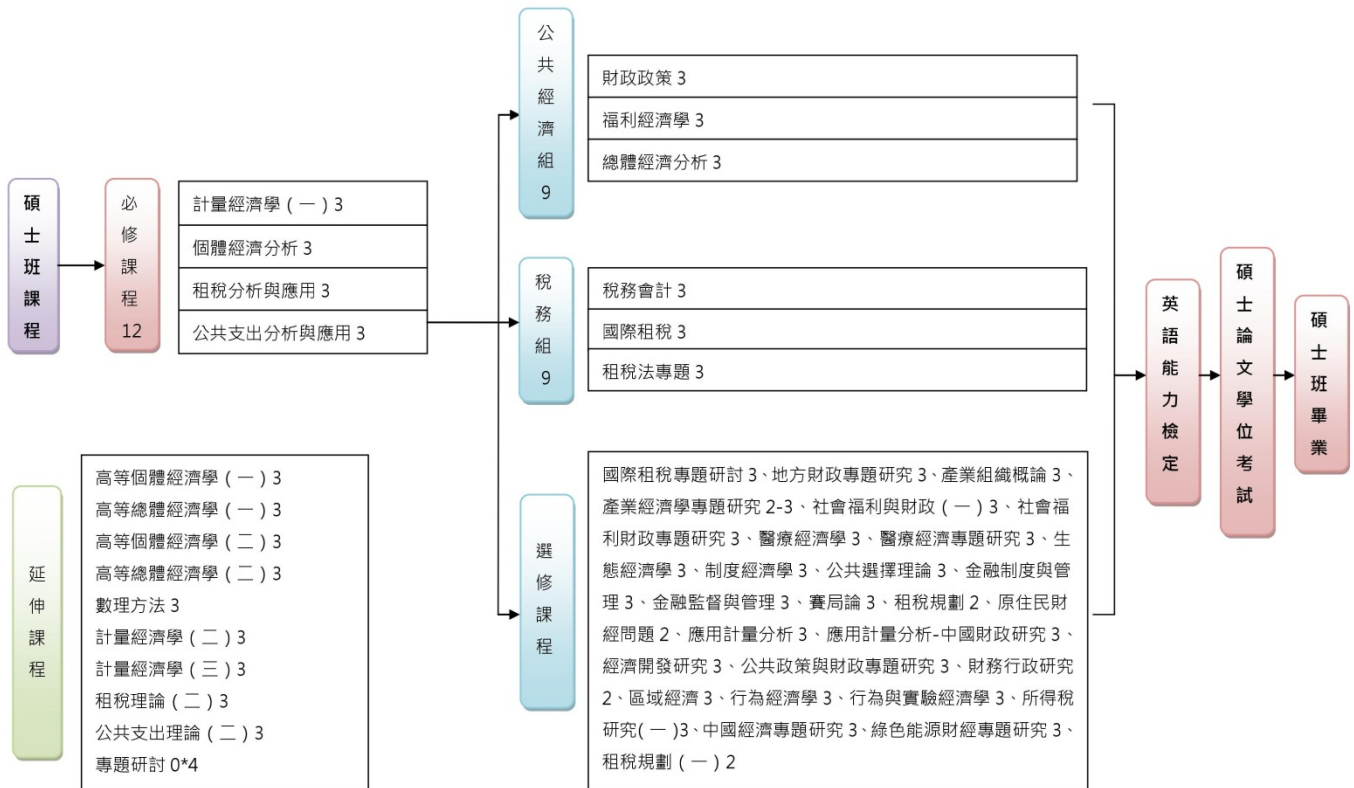 碩士班課程
必修課程12
計量經濟學(一)3
個體經濟分析 3
租稅分析與應用 3
公共支出分析與應用 3
公共經濟組9
財政政策 3
福利經濟學 3
總體經濟分析 3
稅務組9
稅務會計 3
國際租稅 3
租稅法專題 3
選修課程
國際租稅專題研討 3、地方財政專題研究 3、產業組織概論 3、
產業經濟學專題研究 2-3、社會福利與財政(一)3、社會福
利財政專題研究 3、醫療經濟學 3、醫療經濟專題研究 3、生
態經濟學 3、制度經濟學 3、公共選擇理論 3、金融制度與管
理 3、金融監督與管理 3、賽局論 3、租稅規劃 2、原住民財
經問題 2、應用計量分析 3、應用計量分析-中國財政研究 3、
經濟開發研究 3、公共政策與財政專題研究 3、財務行政研究
2、區域經濟 3、行為經濟學 3、行為與實驗經濟學 3、所得稅
研究(一)3、中國經濟專題研究 3、綠色能源財經專題研究 3、
租稅規劃(一)2
英語能力檢定
碩士論文學位考試
碩士班畢業
延伸課程
高等個體經濟學(一)3
高等總體經濟學(一)3
高等個體經濟學(二)3
高等總體經濟學(二)3
數理方法 3
計量經濟學(二)3
計量經濟學(三)3
租稅理論(二)3
公共支出理論(二)3
專題研討 0*4